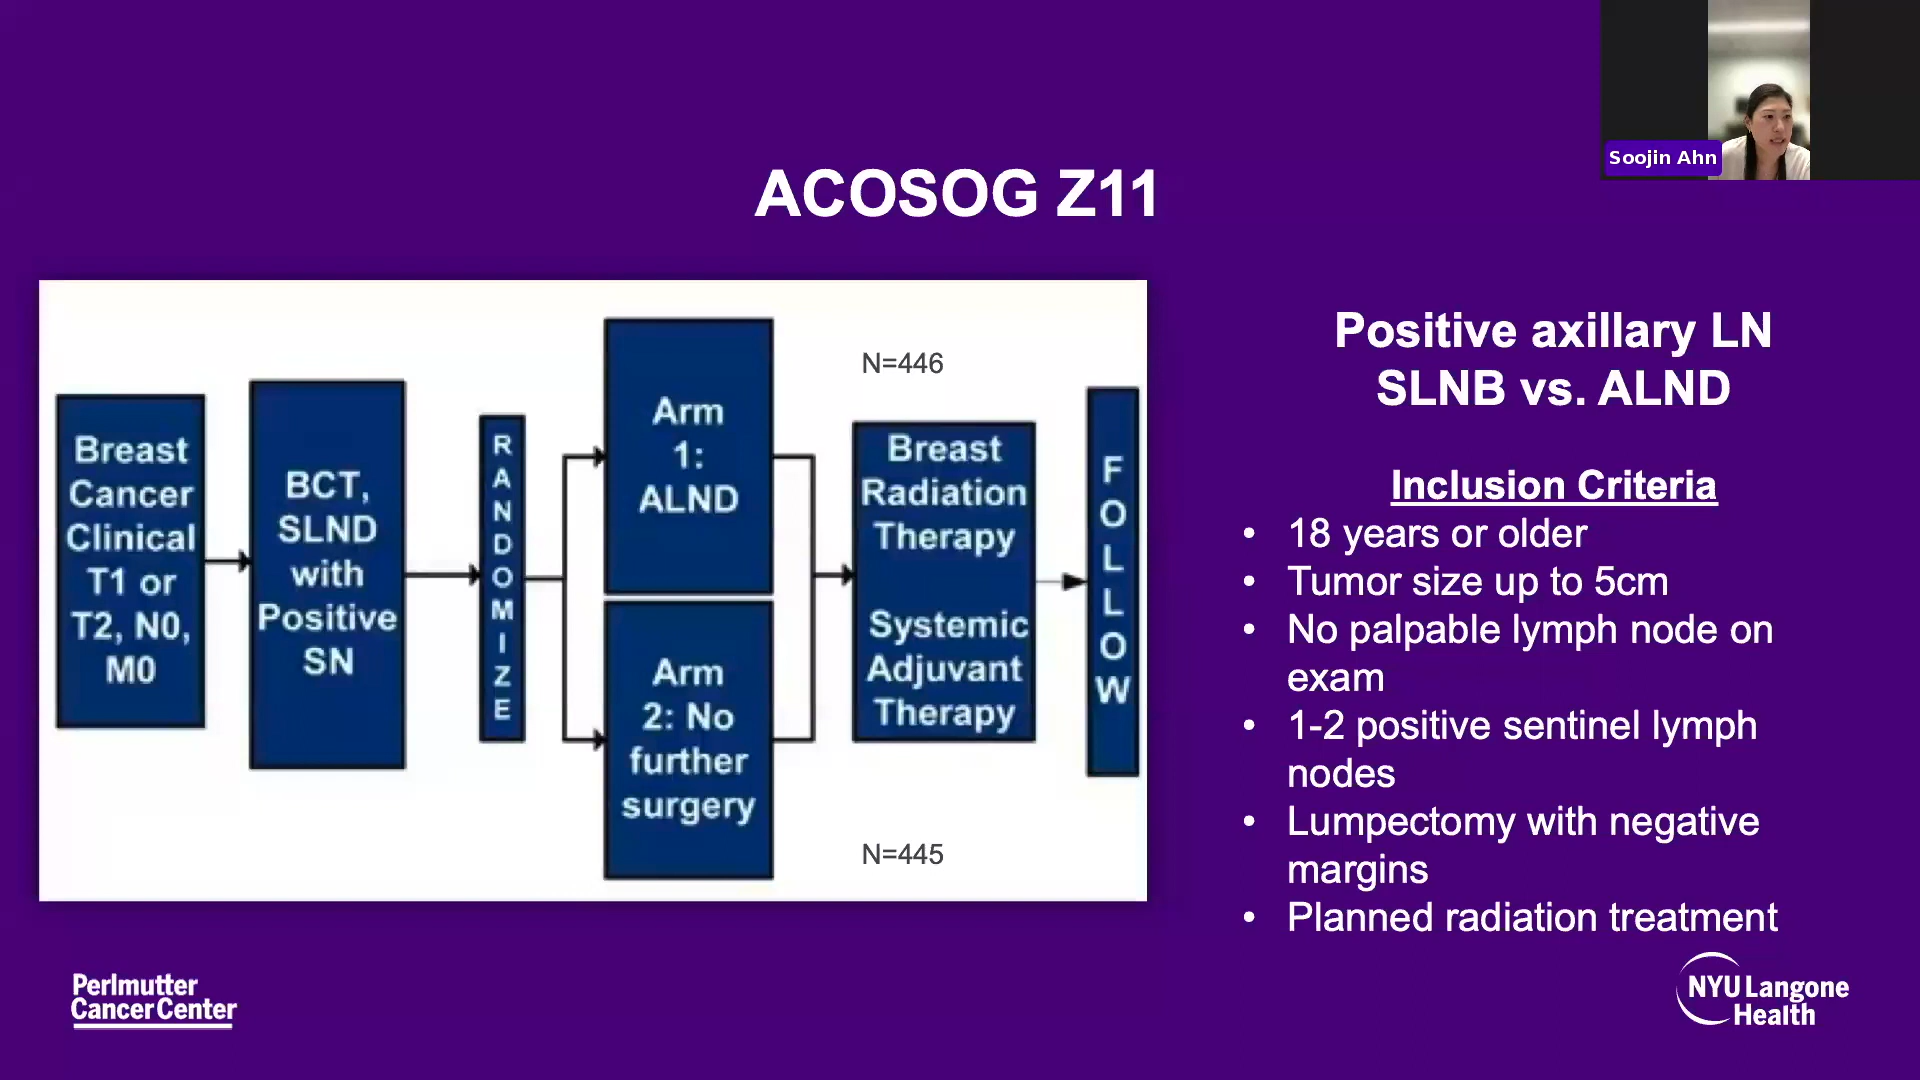 Soojin Ahn
ACOSOG Z11
Breast
Cancer
Clinical
T1 or
T2, N0,
M0
BCT,
SLND
with
Positive
SN
RANDOMIZE
Arm
1:
ALND
Arm
2: No
further
surgery
N=446
N=445
Breast
Radiation
Therapy
Systemic
Adjuvant
Therapy
FOLLOW
Positive axillary LN
SLNB vs. ALND
Inclusion Criteria
• 18 years or older
• Tumor size up to 5cm
• No palpable lymph node on
exam
• 1-2 positive sentinel lymph
nodes
• Lumpectomy with negative
margins
• Planned radiation treatment
Perlmutter
Cancer Center
NYU Langone
Health